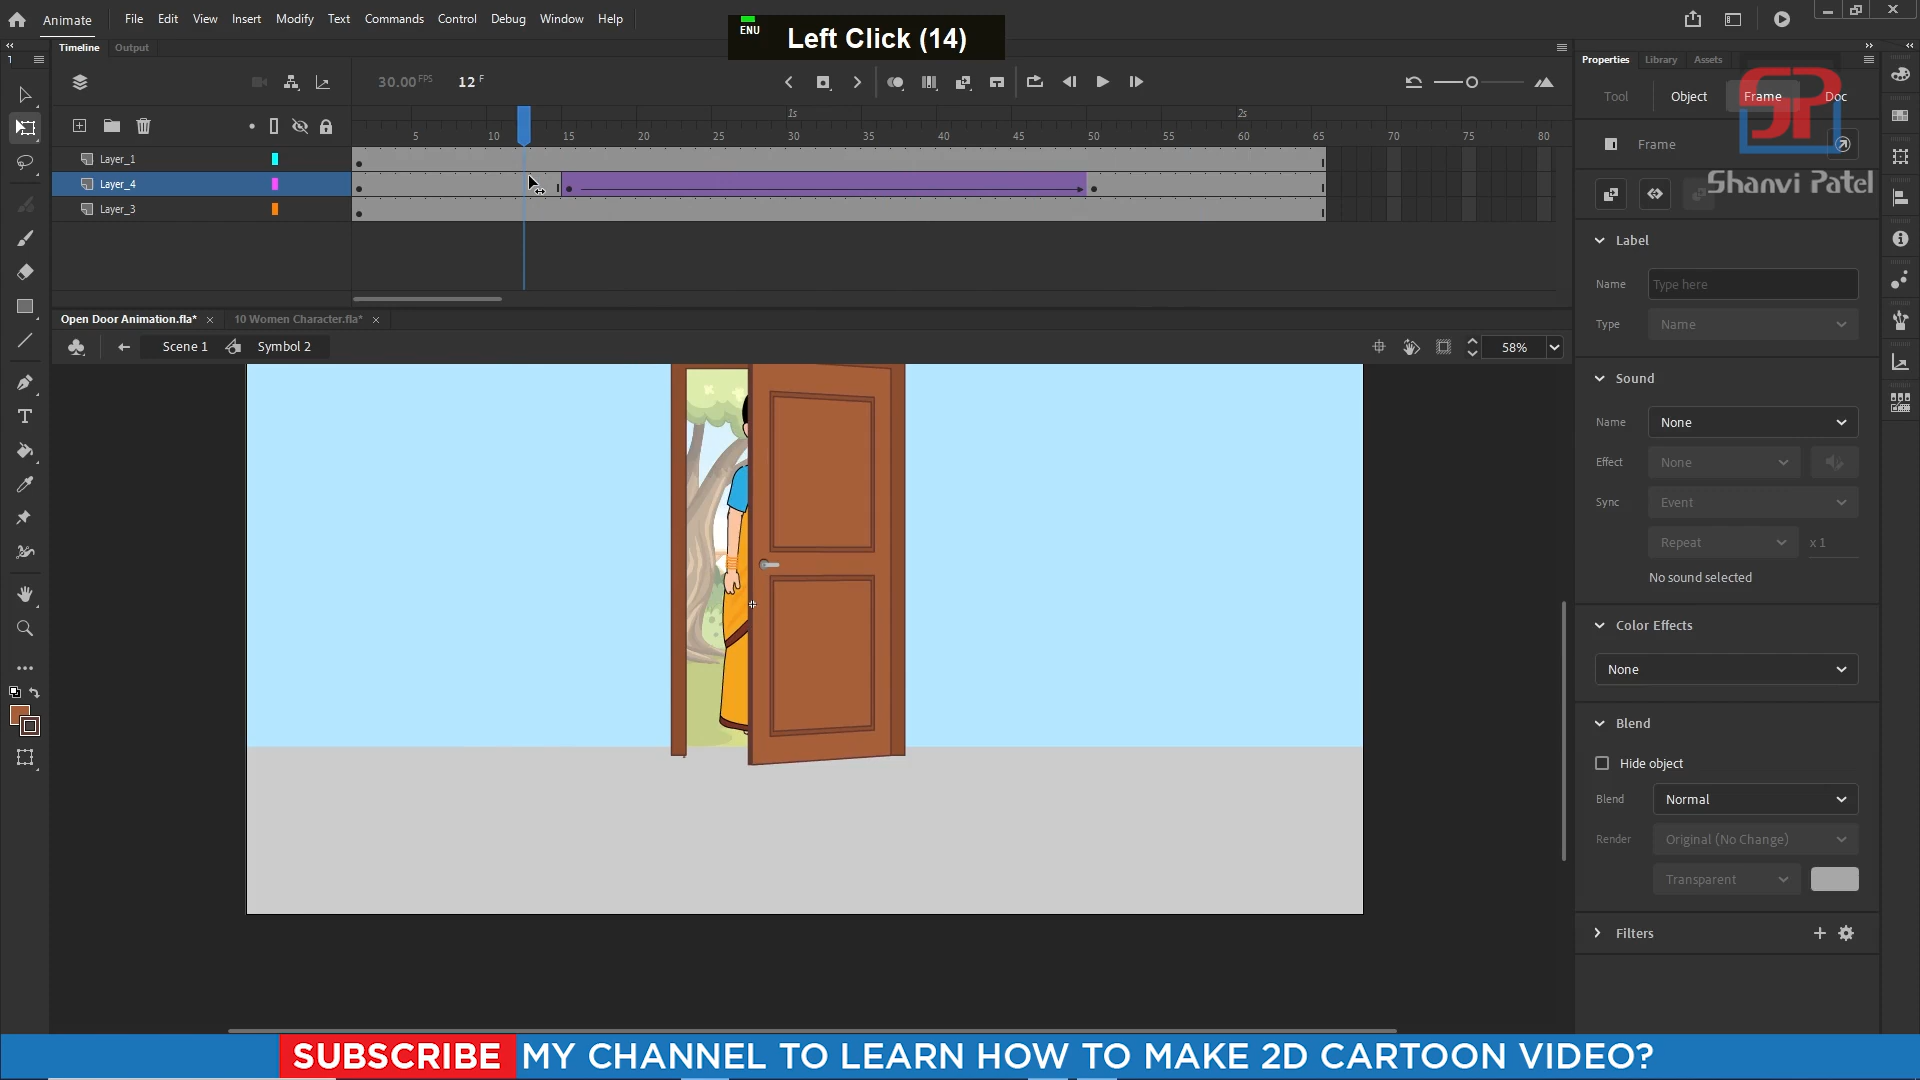 Animate File Edit View Insert Modify Text Commands Control Debug Window Help
ENU Left Click (14)
Timeline Output
Properties Library Assets
30.00 FPS 12 F
Tool Object Frame Doc
1s 2s
5 10 15 20 25 30 35 40 45 50 55 60 65 70 75 80
Layer_1
Layer_4
Layer_3
Frame
SP
Shanvi Patel
Label
Name Type here
Type Name
Open Door Animation.fla* × 10 Women Character.fla* ×
Scene 1 Symbol 2 58%
Sound
Name None
Effect None
Sync Event
Repeat x 1
No sound selected
Color Effects
None
Blend
Hide object
Blend Normal
Render Original (No Change)
Transparent
Filters
SUBSCRIBE MY CHANNEL TO LEARN HOW TO MAKE 2D CARTOON VIDEO?